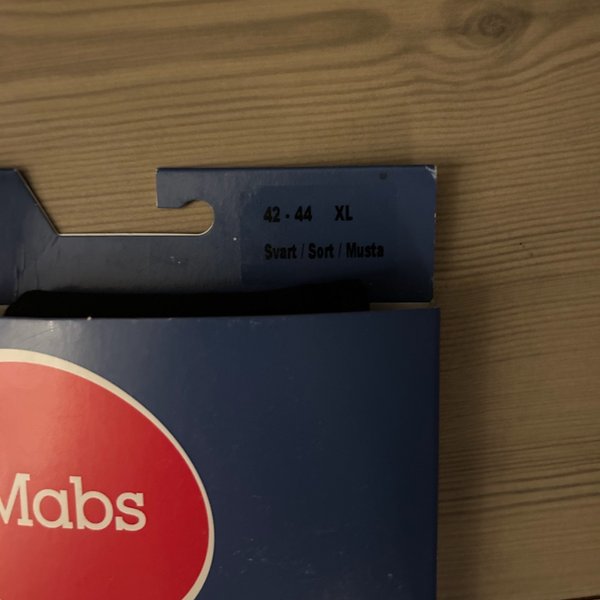 42 - 44 XL
Svart / Sort / Musta
Mabs